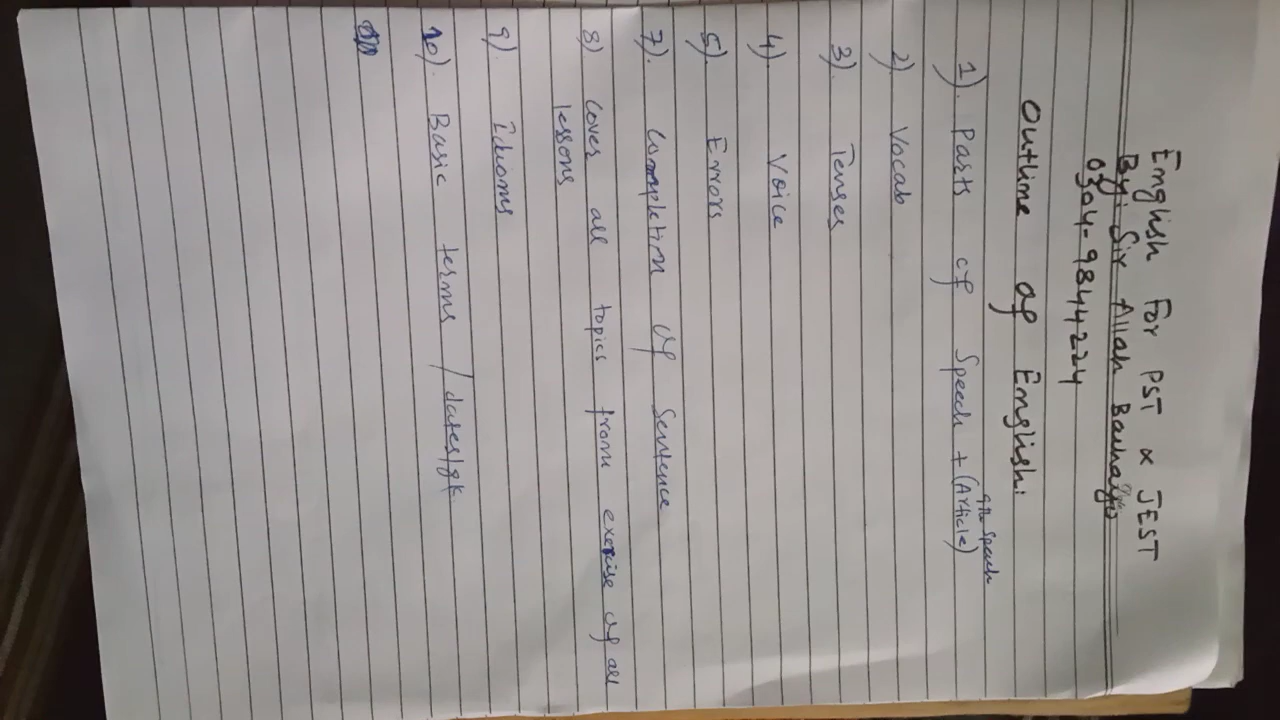 English For PST & JEST
By: Sir Allah Bauhayo
0304-9844224
Outline of English:
9th Speech
1). Parts of Speech + (Article)
2) Vocab
3). Tenses
4). Voice
5). Errors
7). Completion of Sentence
8) Cover all topics from exercise of all
lessons
9). Idioms
10). Basic terms / dates/gk